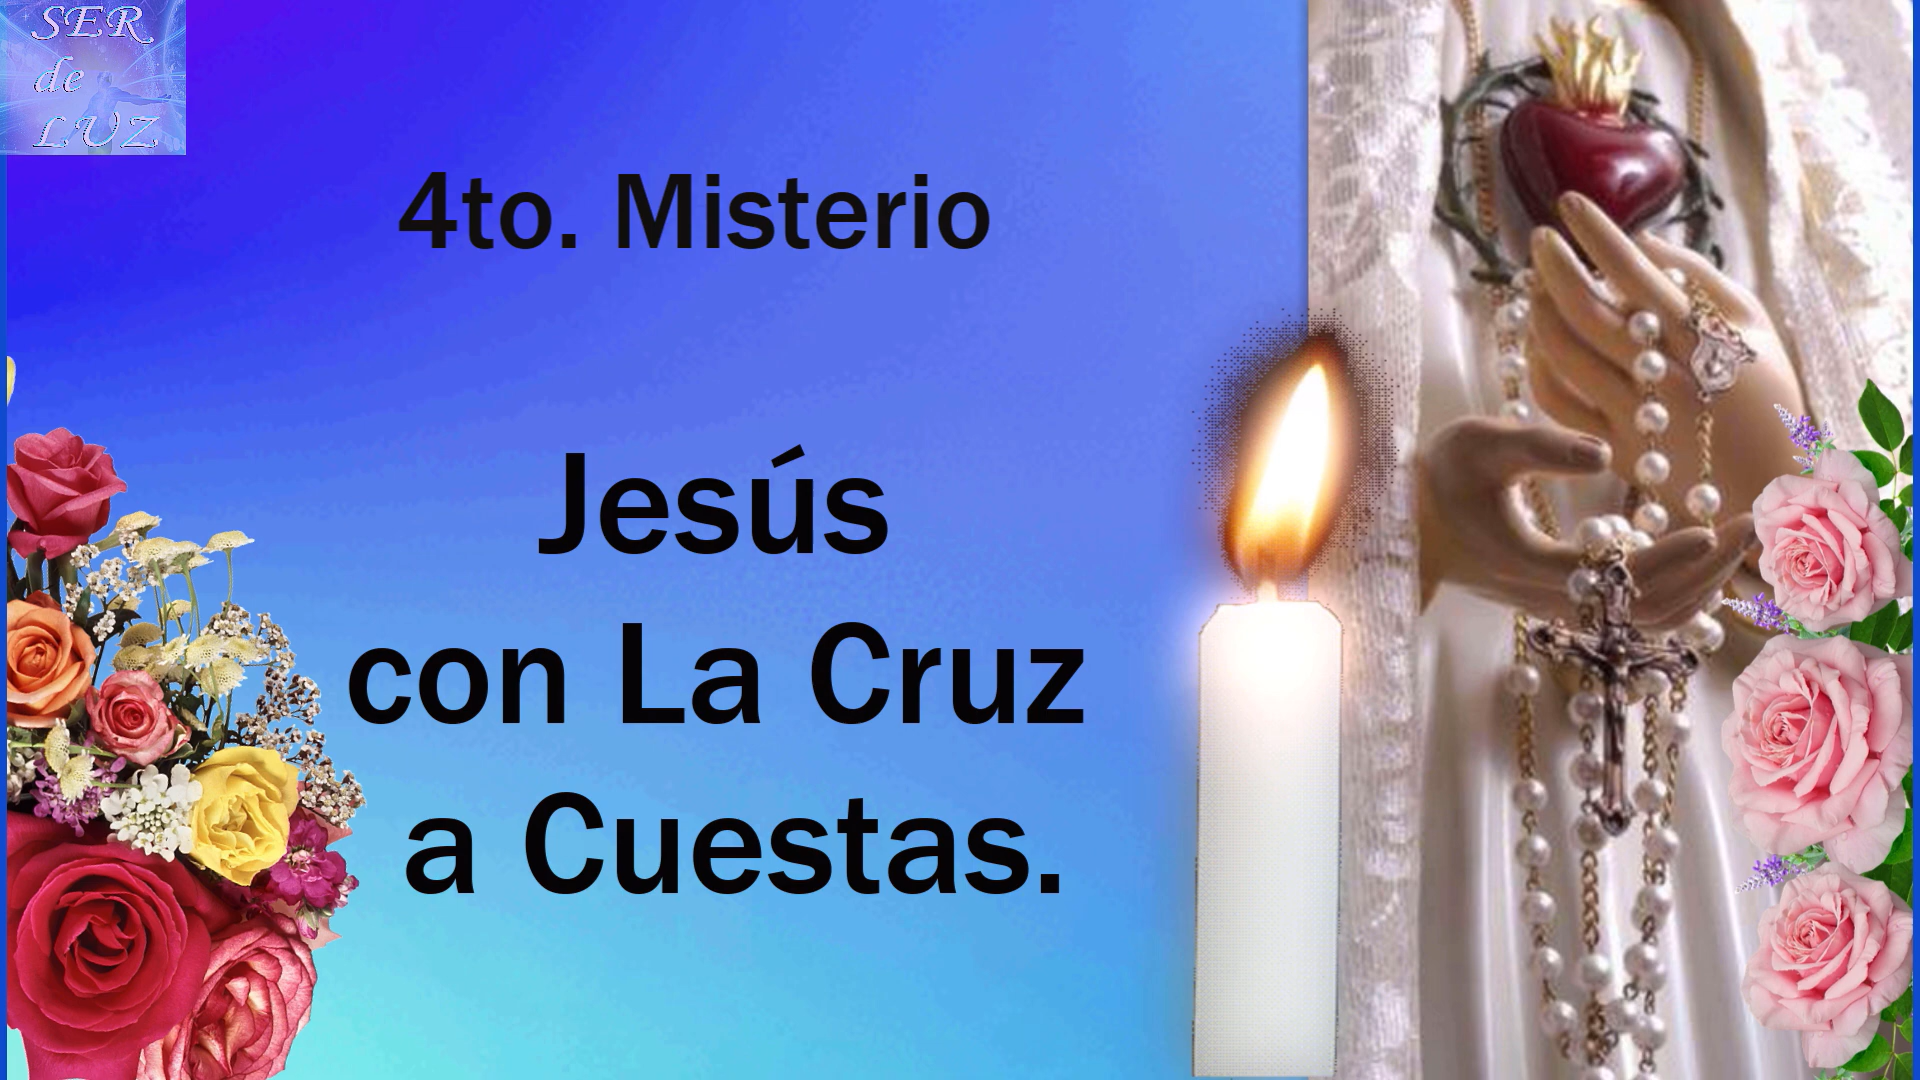 SER
de
LUZ
4to. Misterio
Jesús
con La Cruz
a Cuestas.